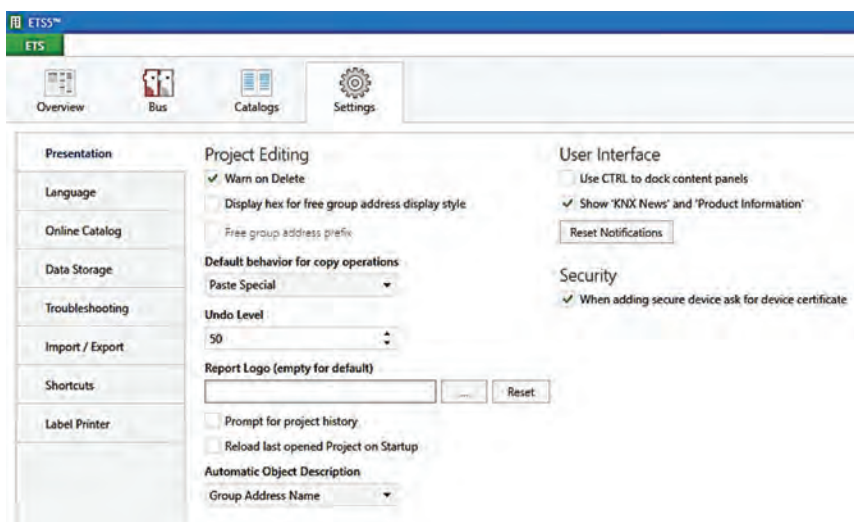 ETS5™
ETS
Overview
Bus
Catalogs
Settings
Presentation
Language
Online Catalog
Data Storage
Troubleshooting
Import / Export
Shortcuts
Label Printer
Project Editing
Warn on Delete
Display hex for free group address display style
Free group address prefix
Default behavior for copy operations
Paste Special
Undo Level
50
Report Logo (empty for default)
...
Reset
Prompt for project history
Reload last opened Project on Startup
Automatic Object Description
Group Address Name
User Interface
Use CTRL to dock content panels
Show 'KNX News' and 'Product Information'
Reset Notifications
Security
When adding secure device ask for device certificate